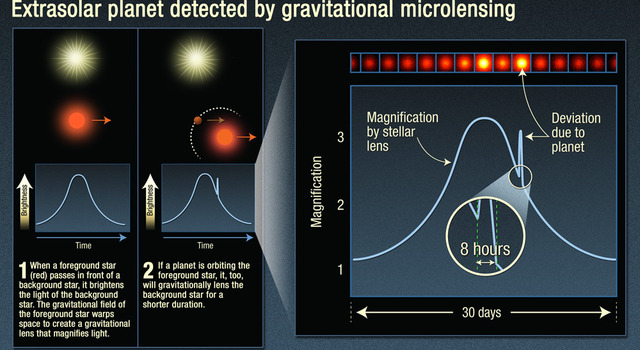 Extrasolar planet detected by gravitational microlensing
Brightness
Time
1 When a foreground star
(red) passes in front of a
background star, it brightens
the light of the background
star. The gravitational field of
the foreground star warps
space to create a gravitational
lens that magnifies light.
Brightness
Time
2 If a planet is orbiting the
foreground star, it, too,
will gravitationally lens the
background star for a
shorter duration.
Magnification
3
2
1
Magnification
by stellar
lens
Deviation
due to
planet
8 hours
30 days